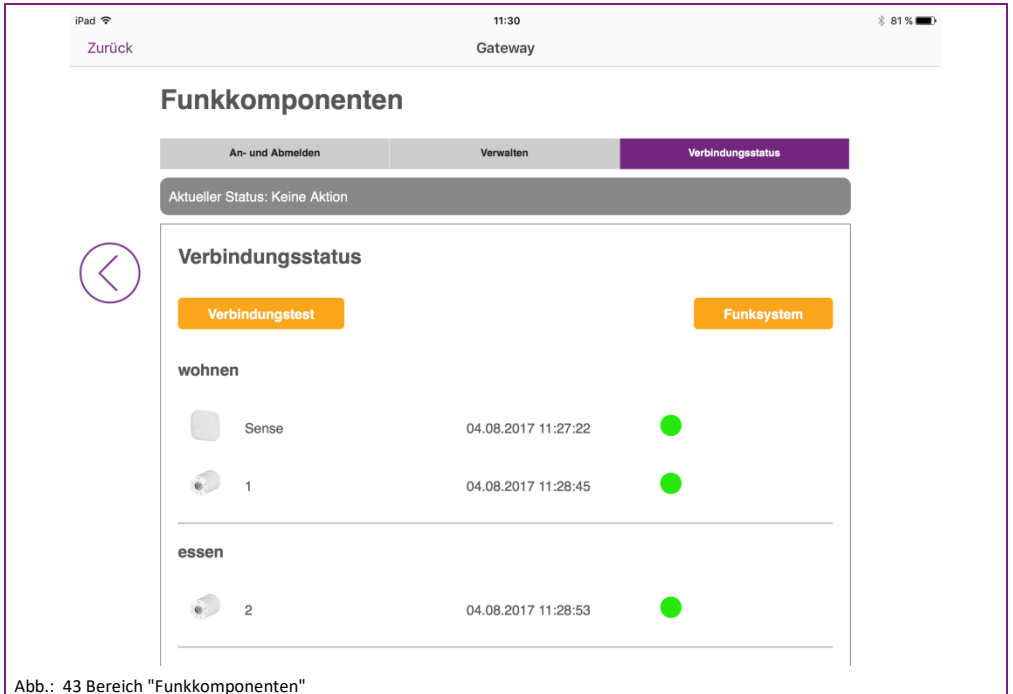 iPad 11:30 81 %
Zurück Gateway
Funkkomponenten
An- und Abmelden Verwalten Verbindungsstatus
Aktueller Status: Keine Aktion
Verbindungsstatus
Verbindungstest Funksystem
wohnen
Sense 04.08.2017 11:27:22
1 04.08.2017 11:28:45
essen
2 04.08.2017 11:28:53
Abb.: 43 Bereich "Funkkomponenten"